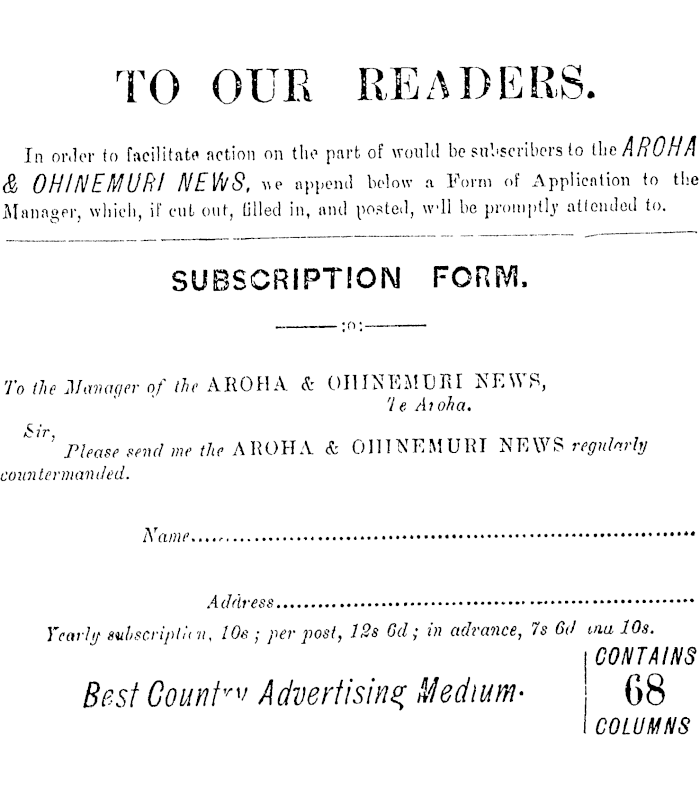 TO OUR READERS.
In order to facilitate action on the part of would be subscribers to the AROHA
& OHINEMURI NEWS, we append below a Form of Application to the
Manager, which, if cut out, filled in, and posted, will be promptly attended to.
SUBSCRIPTION FORM.
:o:
To the Manager of the AROHA & OHINEMURI NEWS,
Te Aroha.
Sir,
Please send me the AROHA & OHINEMURI NEWS regularly
countermanded.
Name
Address
Yearly subscription, 10s ; per post, 12s 6d ; in advance, 7s 6d and 10s.
CONTAINS
Best Country Advertising Medium. 68
COLUMNS